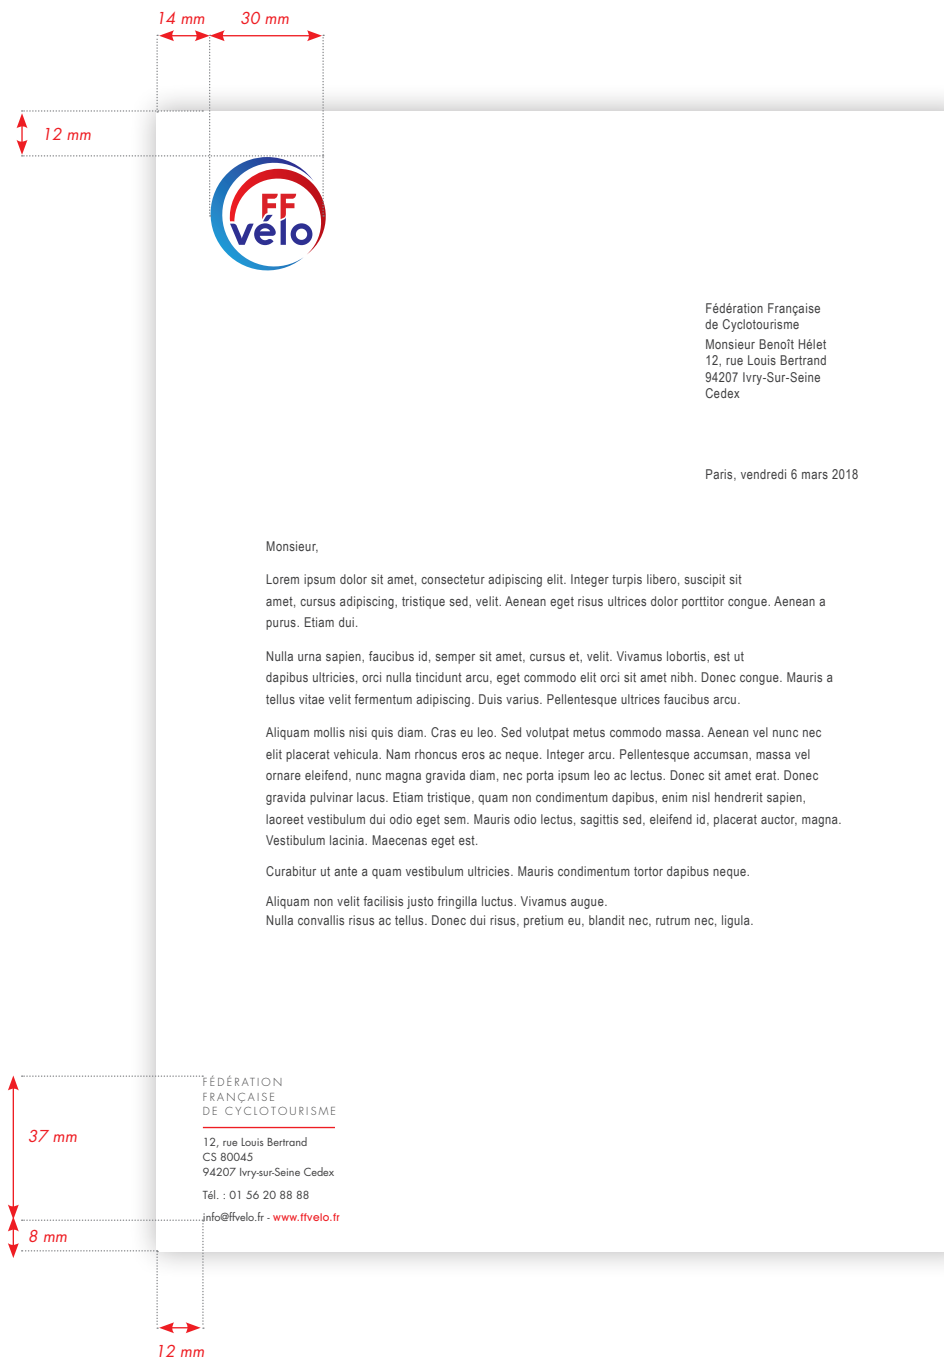 14 mm
30 mm
12 mm
FF
vélo
Fédération Française
de Cyclotourisme
Monsieur Benoît Hélet
12, rue Louis Bertrand
94207 Ivry-Sur-Seine
Cedex
Paris, vendredi 6 mars 2018
Monsieur,
Lorem ipsum dolor sit amet, consectetur adipiscing elit. Integer turpis libero, suscipit sit
amet, cursus adipiscing, tristique sed, velit. Aenean eget risus ultrices dolor porttitor congue. Aenean a
purus. Etiam dui.
Nulla urna sapien, faucibus id, semper sit amet, cursus et, velit. Vivamus lobortis, est ut
dapibus ultricies, orci nulla tincidunt arcu, eget commodo elit orci sit amet nibh. Donec congue. Mauris a
tellus vitae velit fermentum adipiscing. Duis varius. Pellentesque ultrices faucibus arcu.
Aliquam mollis nisi quis diam. Cras eu leo. Sed volutpat metus commodo massa. Aenean vel nunc nec
elit placerat vehicula. Nam rhoncus eros ac neque. Integer arcu. Pellentesque accumsan, massa vel
ornare eleifend, nunc magna gravida diam, nec porta ipsum leo ac lectus. Donec sit amet erat. Donec
gravida pulvinar lacus. Etiam tristique, quam non condimentum dapibus, enim nisl hendrerit sapien,
laoreet vestibulum dui odio eget sem. Mauris odio lectus, sagittis sed, eleifend id, placerat auctor, magna.
Vestibulum lacinia. Maecenas eget est.
Curabitur ut ante a quam vestibulum ultricies. Mauris condimentum tortor dapibus neque.
Aliquam non velit facilisis justo fringilla luctus. Vivamus augue.
Nulla convallis risus ac tellus. Donec dui risus, pretium eu, blandit nec, rutrum nec, ligula.
FÉDÉRATION
FRANÇAISE
DE CYCLOTOURISME
37 mm
12, rue Louis Bertrand
CS 80045
94207 Ivry-sur-Seine Cedex
Tél. : 01 56 20 88 88
info@ffvelo.fr - www.ffvelo.fr
8 mm
12 mm